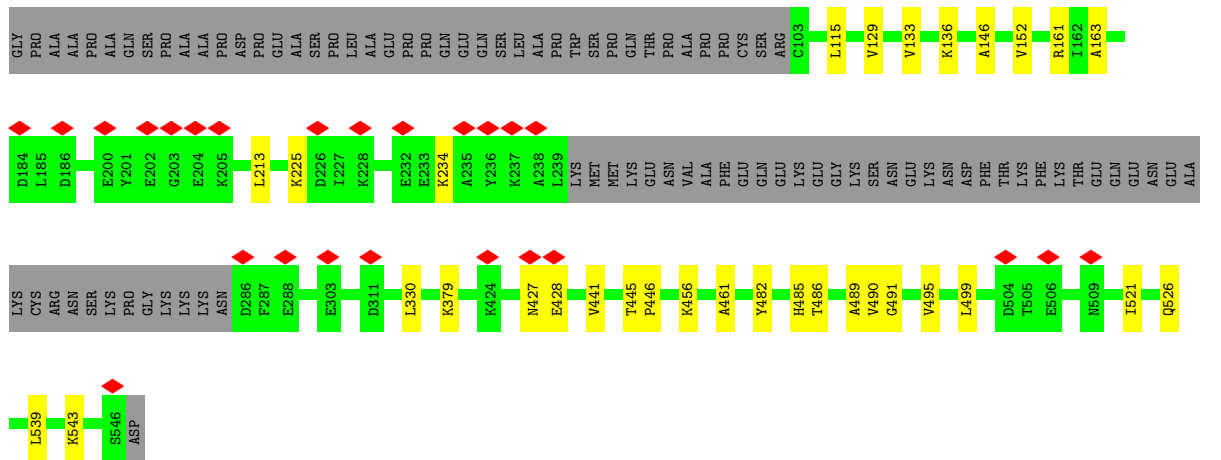 GLY PRO ALA ALA PRO ALA GLN SER PRO ALA ALA PRO ASP PRO GLU ALA SER PRO LEU ALA GLU PRO PRO GLN GLU GLN SER LEU ALA PRO TRP SER PRO GLN THR PRO ALA PRO PRO CYS SER ARG C103 L115 V129 V133 K136 A146 V152 R161 I162 A163
D184 L185 D186 E200 Y201 E202 G203 E204 K205 L213 K225 D226 I227 K228 E232 E233 K234 A235 Y236 K237 A238 L239 LYS MET MET LYS GLU ASN VAL ALA PHE GLU GLN GLU LYS GLU GLY LYS SER ASN GLU LYS ASN ASP PHE THR LYS PHE LYS THR GLU GLN GLU ASN GLU ALA
LYS CYS ARG ASN SER LYS PRO GLY LYS LYS LYS ASN D286 F287 E288 E303 D311 L330 K379 K424 N427 E428 V441 T445 P446 K456 A461 Y482 H485 T486 A489 V490 G491 V495 L499 D504 T505 E506 N509 I521 Q526
L539 K543 S546 ASP